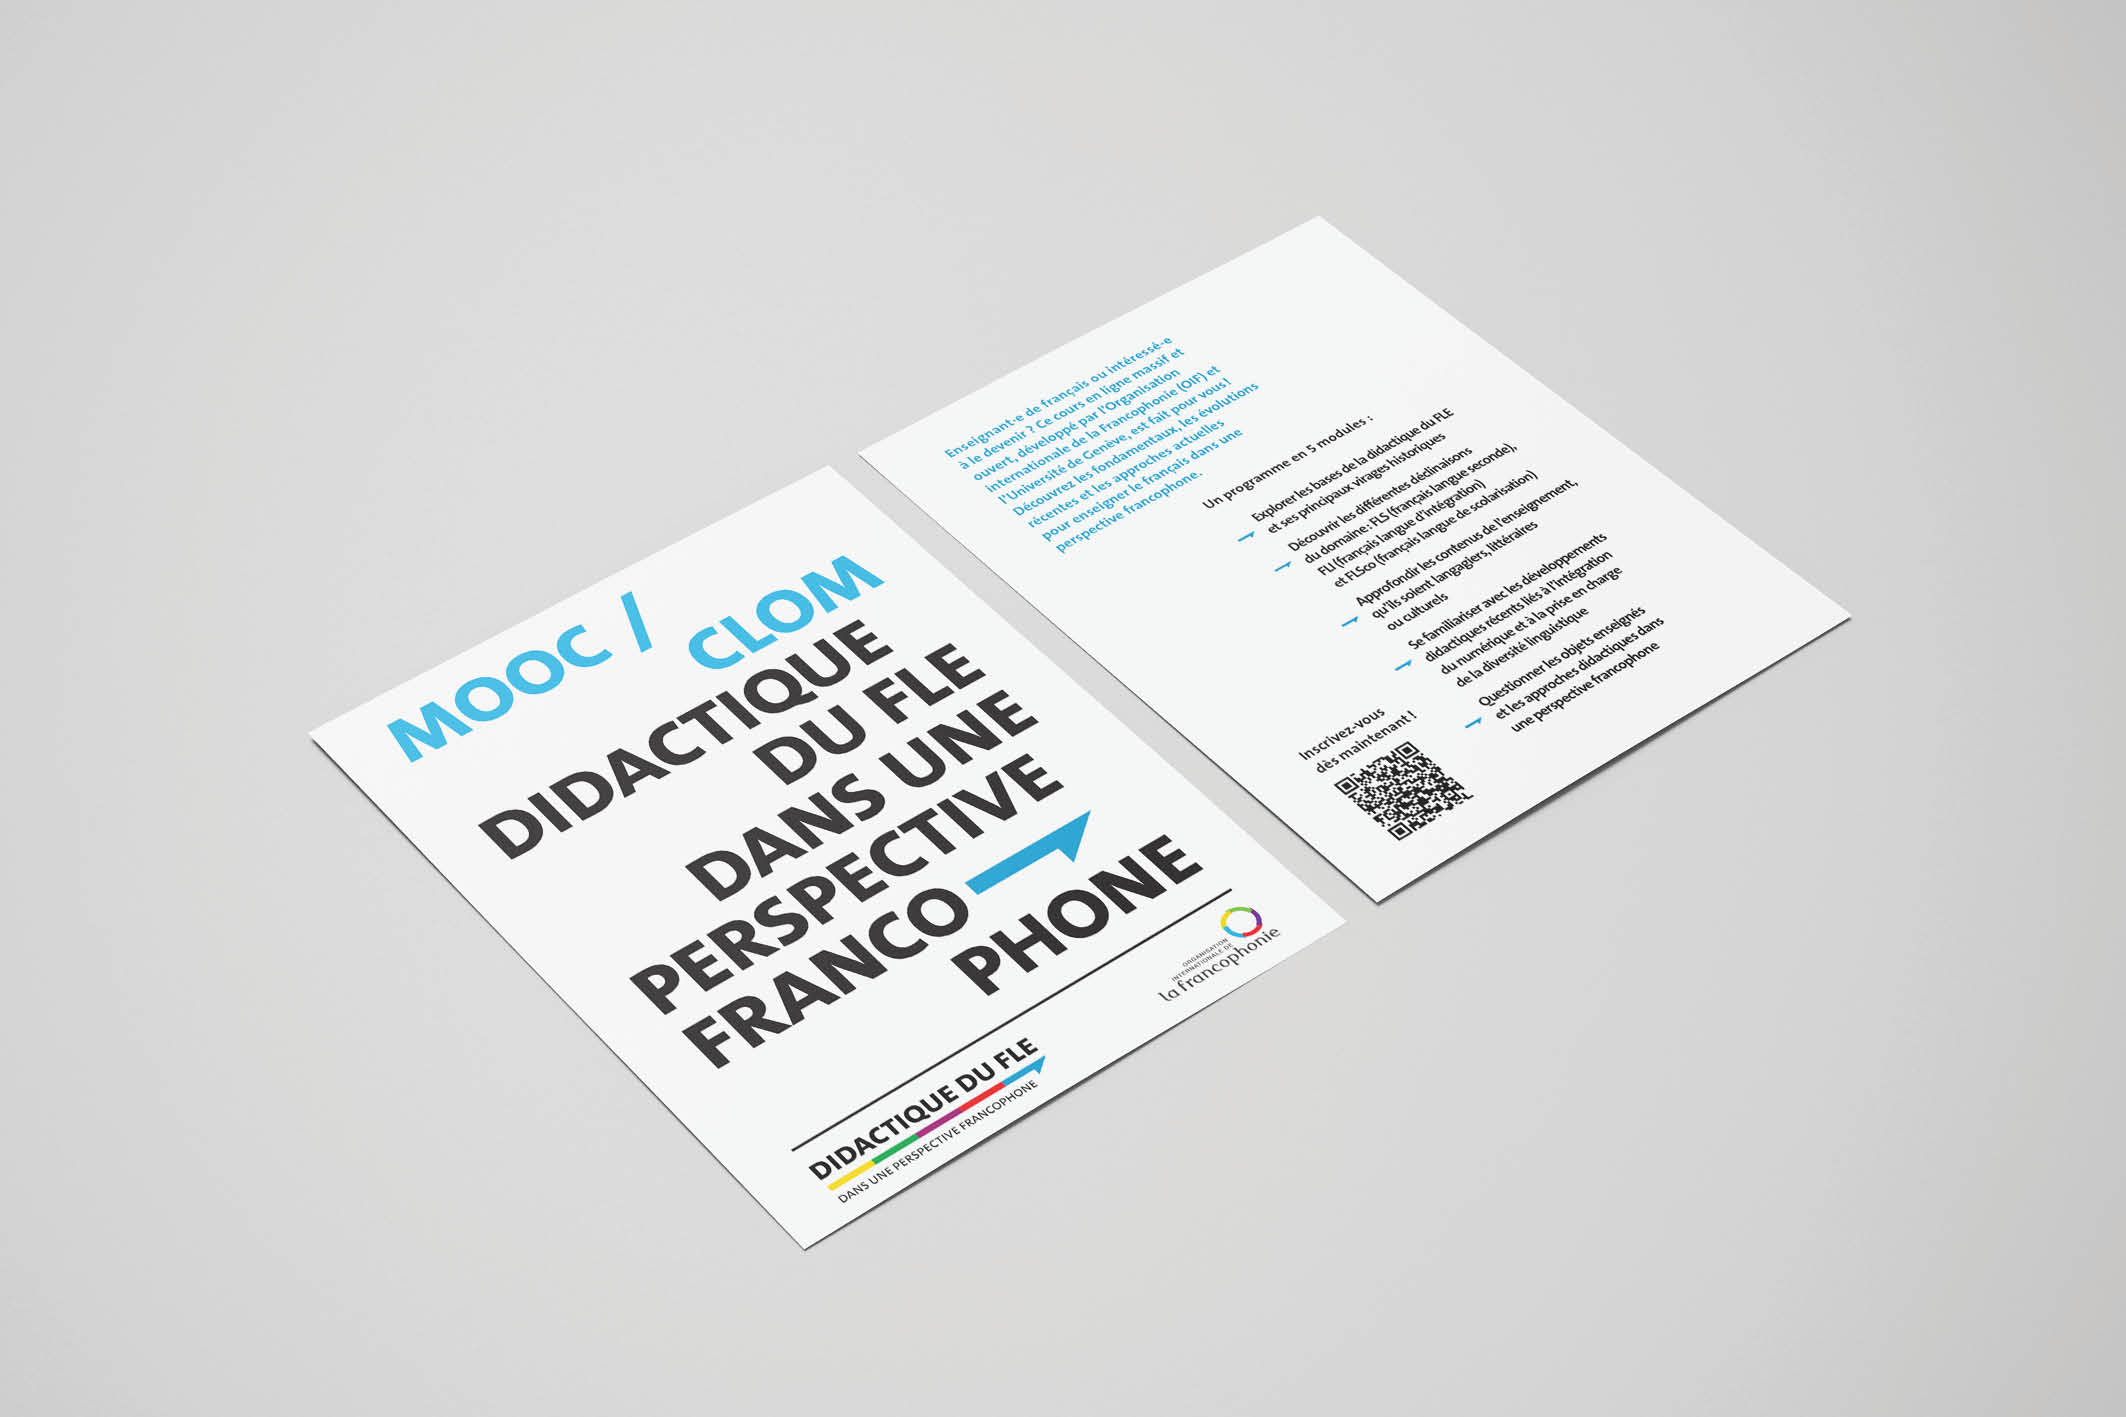 MOOC /
CLOM
DIDACTIQUE
DU FLE
DANS UNE
PERSPECTIVE
FRANCO
PHONE
DIDACTIQUE DU FLE
DANS UNE PERSPECTIVE FRANCOPHONE
ORGANISATION
INTERNATIONALE DE
la francophonie
Enseignant-e de français ou intéressé-e
à le devenir ? Ce cours en ligne massif et
ouvert, développé par l'Organisation
internationale de la Francophonie (OIF) et
l'Université de Genève, est fait pour vous !
Découvrez les fondamentaux, les évolutions
récentes et les approches actuelles
pour enseigner le français dans une
perspective francophone.
Un programme en 5 modules :
Explorer les bases de la didactique du FLE
et ses principaux virages historiques
Découvrir les différentes déclinaisons
du domaine : FLS (français langue seconde),
FLI (français langue d'intégration)
et FLSco (français langue de scolarisation)
Approfondir les contenus de l'enseignement,
qu'ils soient langagiers, littéraires
ou culturels
Se familiariser avec les développements
didactiques récents liés à l'intégration
du numérique et à la prise en charge
de la diversité linguistique
Questionner les objets enseignés
et les approches didactiques dans
une perspective francophone
Inscrivez-vous
dès maintenant !